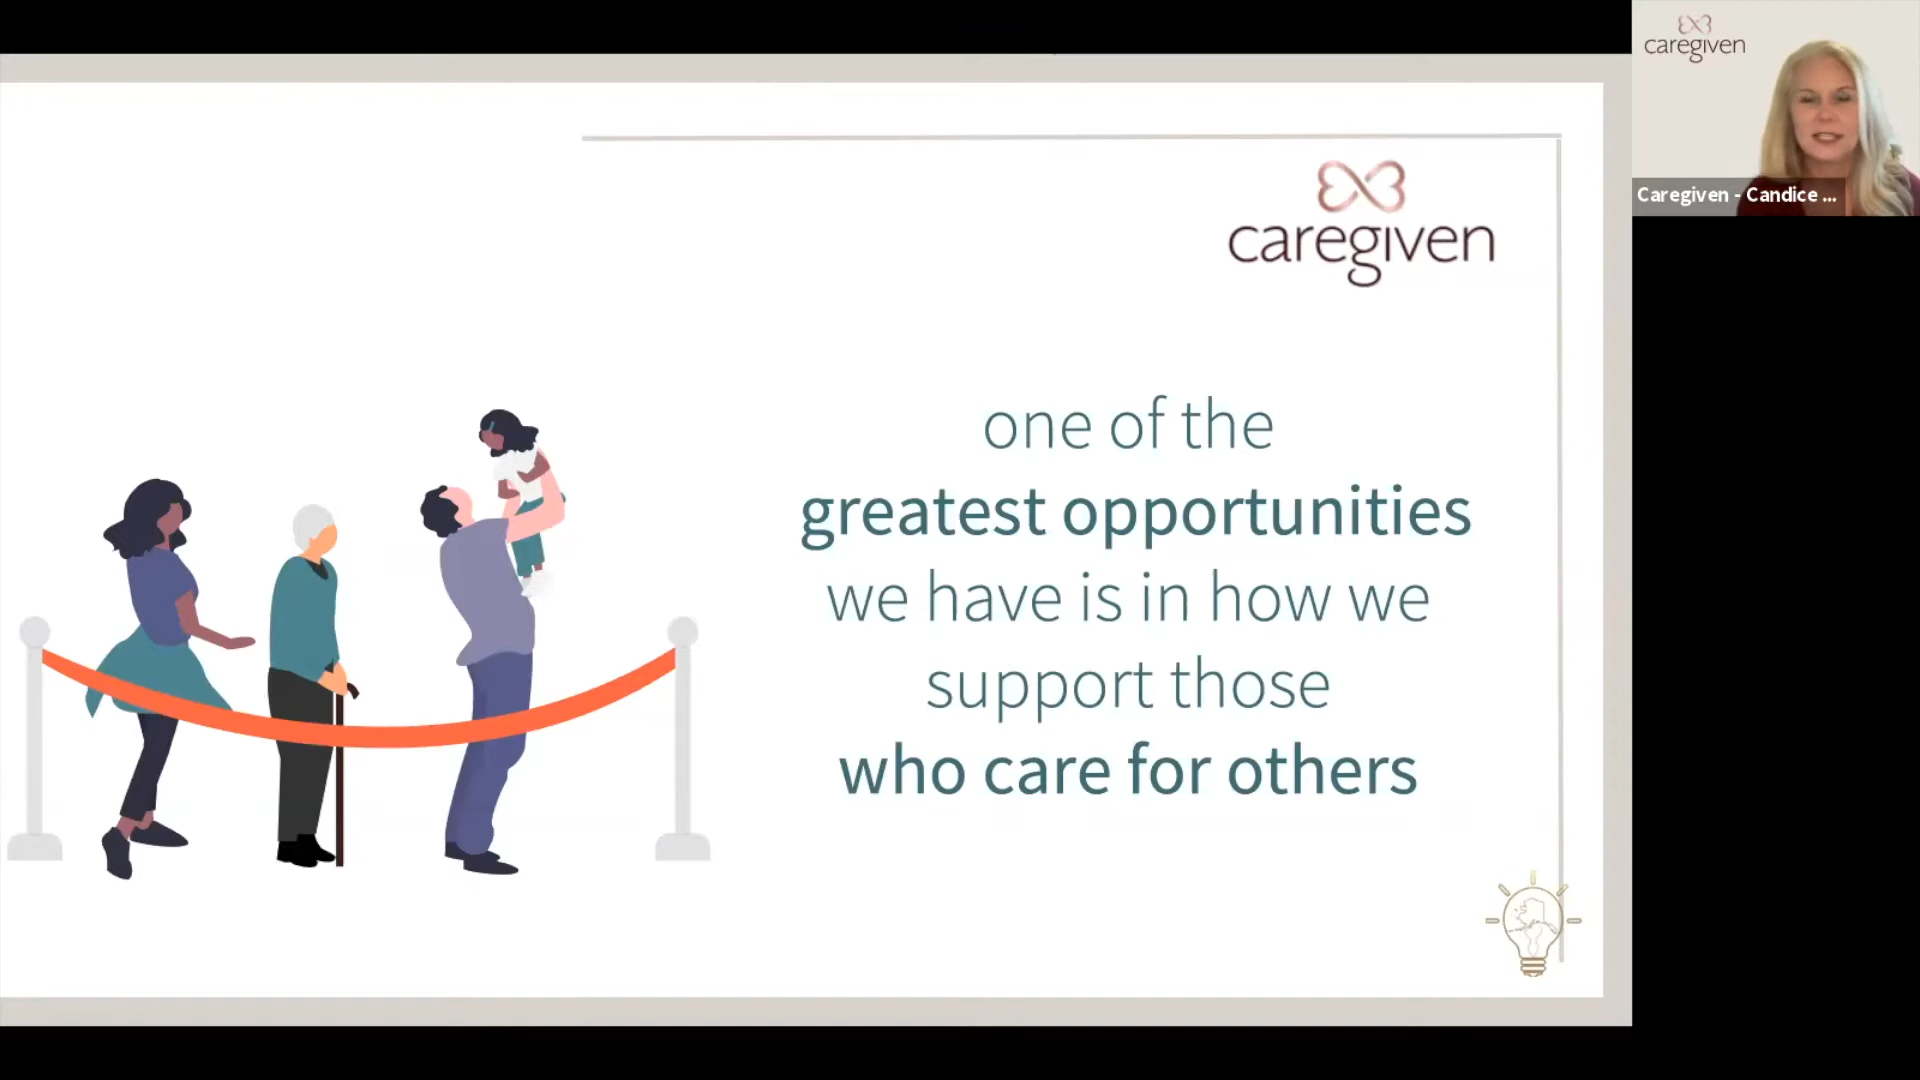 caregiven
one of the
greatest opportunities
we have is in how we
support those
who care for others
caregiven
Caregiven - Candice ...